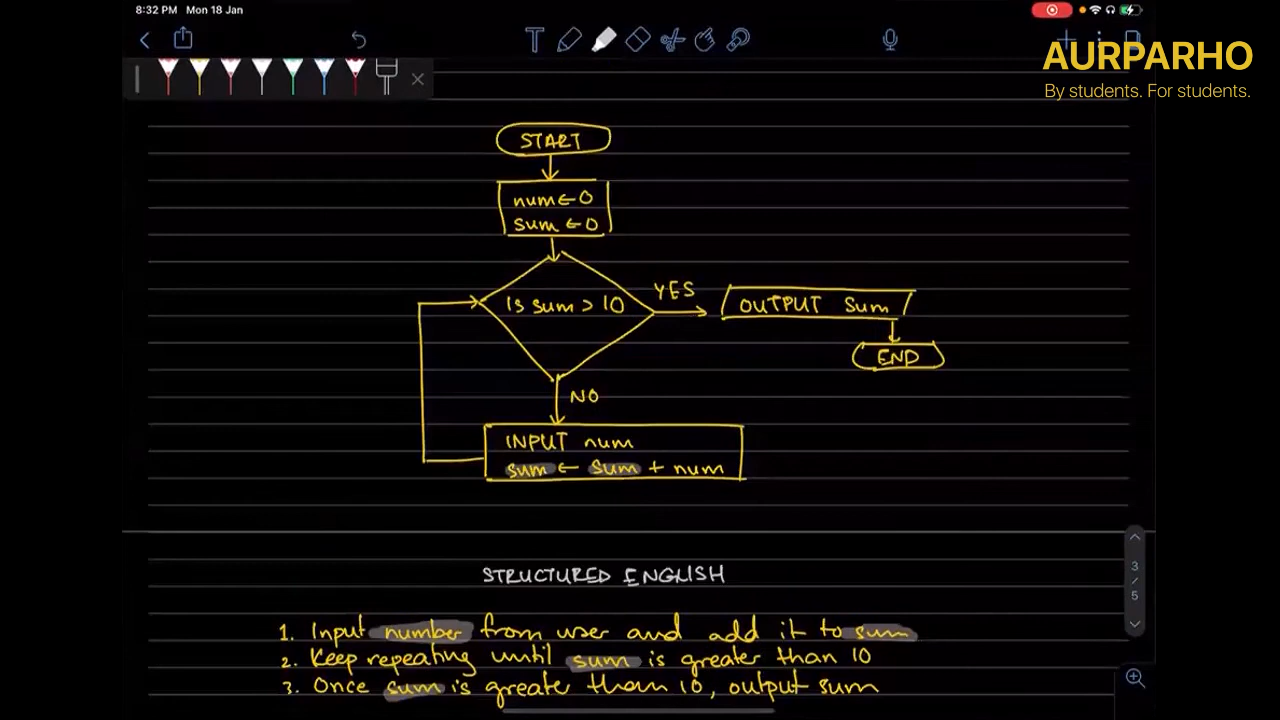 8:32 PM Mon 18 Jan
AURPARHO
By students. For students.
START
num ← 0
sum ← 0
Is sum > 10
YES
OUTPUT sum
END
NO
INPUT num
sum ← sum + num
STRUCTURED ENGLISH
1. Input number from user and add it to sum
2. Keep repeating until sum is greater than 10
3. Once sum is greater than 10, output sum
3
/
5